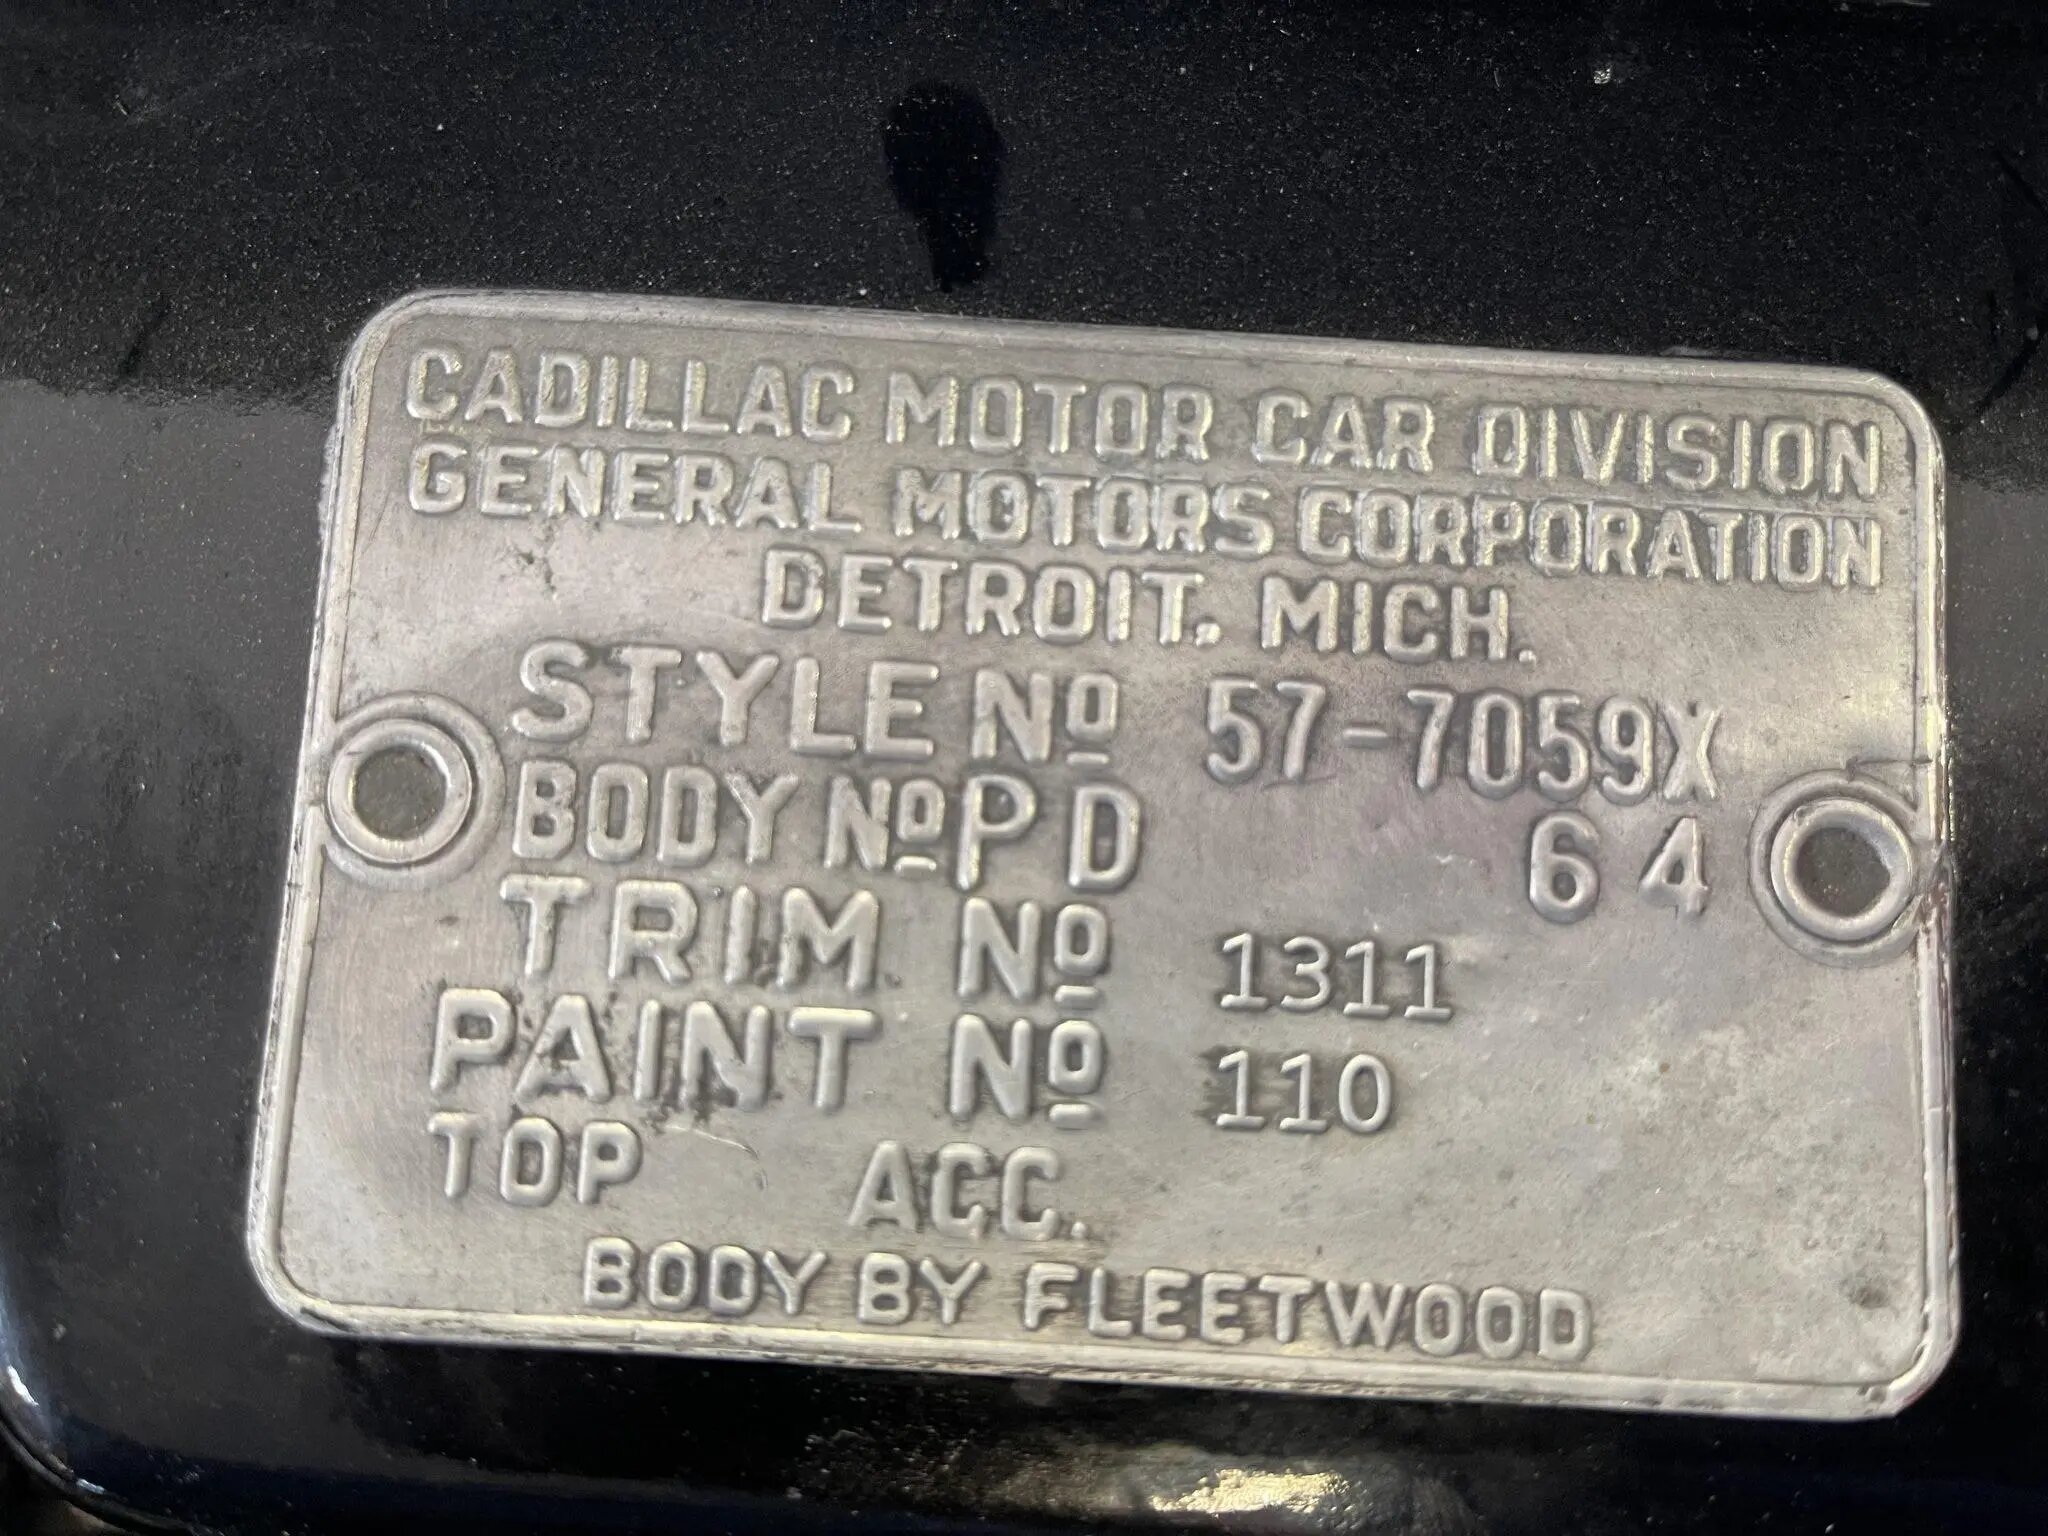 CADILLAC MOTOR CAR DIVISION
GENERAL MOTORS CORPORATION
DETROIT, MICH.
STYLE Nº 57-7059X
BODY Nº PD 64
TRIM Nº 1311
PAINT Nº 110
TOP ACC.
BODY BY FLEETWOOD